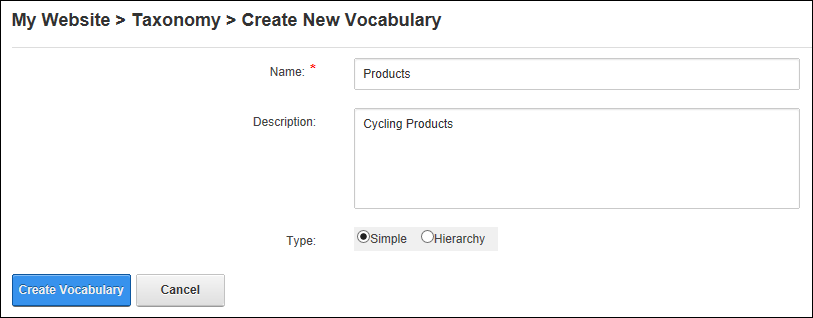 My Website > Taxonomy > Create New Vocabulary
Name: *
Products
Description:
Cycling Products
Type:
Simple Hierarchy
Create Vocabulary Cancel